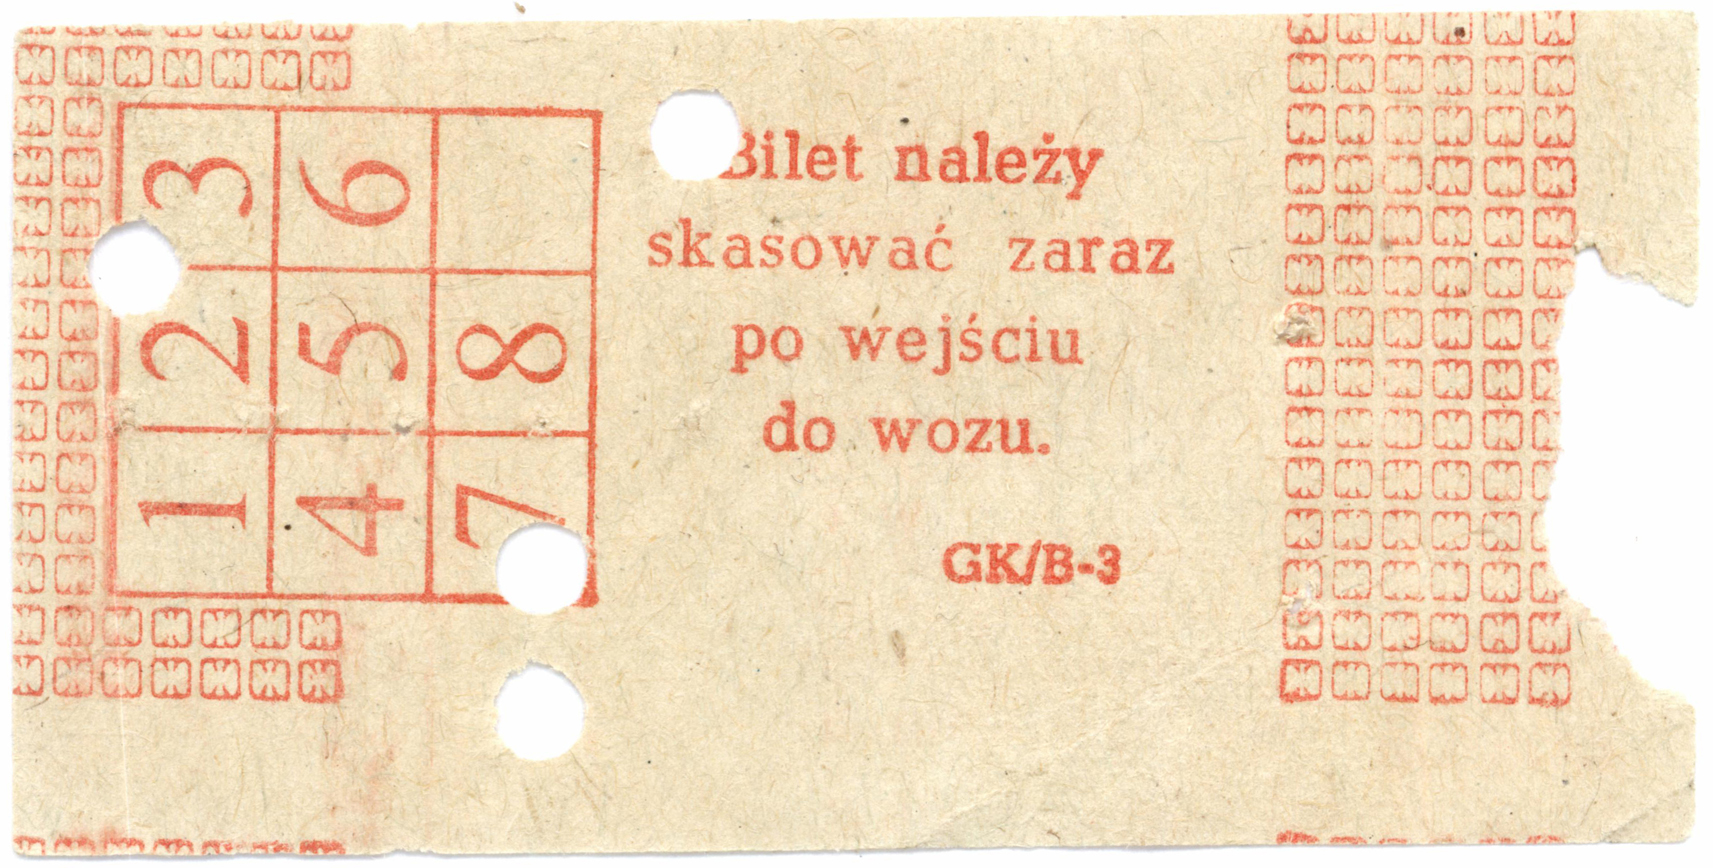 3 6
2 5 8
1 4 7
Bilet należy
skasować zaraz
po wejściu
do wozu.
GK/B-3